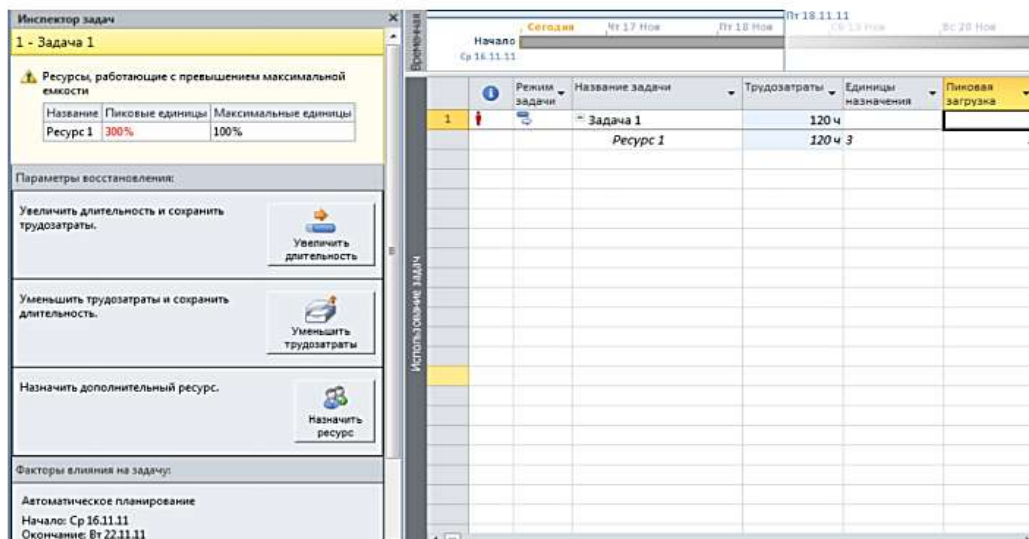 Инспектор задач
1 - Задача 1
Ресурсы, работающие с превышением максимальной
емкости
Название Пиковые единицы Максимальные единицы
Ресурс 1 300% 100%
Параметры восстановления:
Увеличить длительность и сохранить
трудозатраты.
Увеличить
длительность
Уменьшить трудозатраты и сохранить
длительность.
Уменьшить
трудозатраты
Назначить дополнительный ресурс.
Назначить
ресурс
Факторы влияния на задачу:
Автоматическое планирование
Начало: Ср 16.11.11
Окончание: Вт 22.11.11
Временная
Пт 18.11.11
Сегодня Чт 17 Ноя Пт 18 Ноя Вс 20 Ноя
Начало
Ср 16.11.11
Использование задач
Режим задачи Название задачи Трудозатраты Единицы назначения Пиковая загрузка
1 Задача 1 120 ч
Ресурс 1 120 ч 3